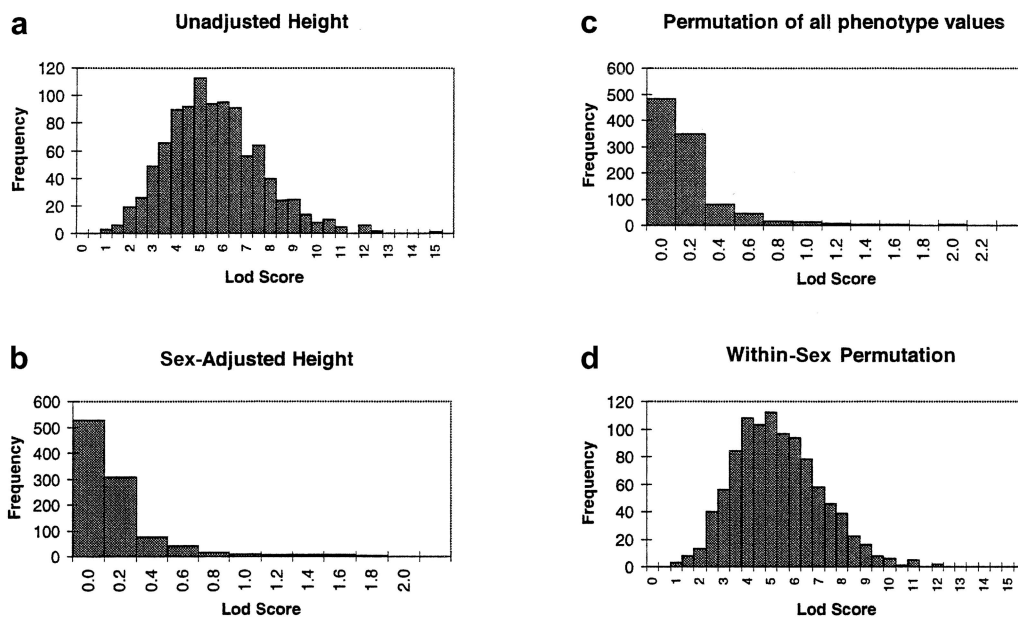 a
Unadjusted Height
Frequency
120
100
80
60
40
20
0
0 1 2 3 4 5 6 7 8 9 10 11 12 13 14 15
Lod Score
c
Permutation of all phenotype values
Frequency
600
500
400
300
200
100
0
0.0 0.2 0.4 0.6 0.8 1.0 1.2 1.4 1.6 1.8 2.0 2.2
Lod Score
b
Sex-Adjusted Height
Frequency
600
500
400
300
200
100
0
0.0 0.2 0.4 0.6 0.8 1.0 1.2 1.4 1.6 1.8 2.0
Lod Score
d
Within-Sex Permutation
Frequency
120
100
80
60
40
20
0
0 1 2 3 4 5 6 7 8 9 10 11 12 13 14 15
Lod Score